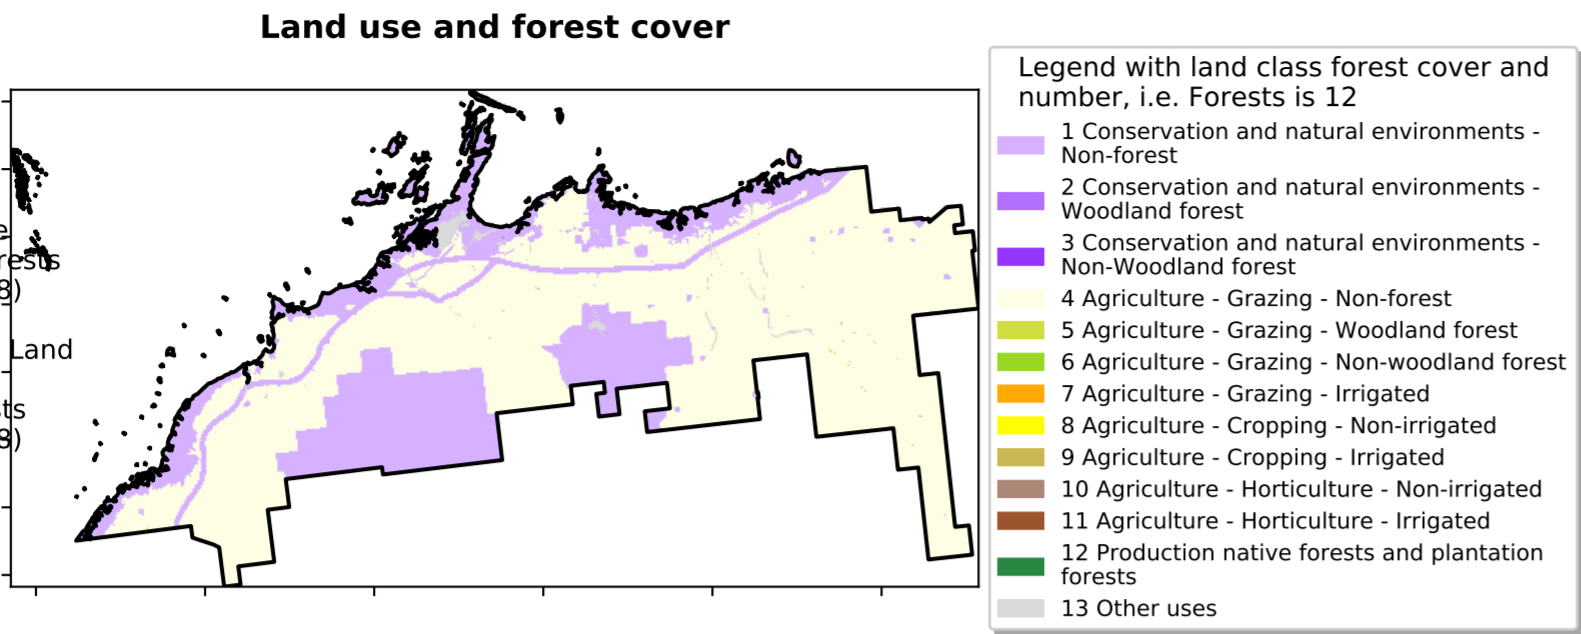 Land use and forest cover
Legend with land class forest cover and
number, i.e. Forests is 12
1 Conservation and natural environments -
Non-forest
2 Conservation and natural environments -
Woodland forest
3 Conservation and natural environments -
Non-Woodland forest
4 Agriculture - Grazing - Non-forest
5 Agriculture - Grazing - Woodland forest
6 Agriculture - Grazing - Non-woodland forest
7 Agriculture - Grazing - Irrigated
8 Agriculture - Cropping - Non-irrigated
9 Agriculture - Cropping - Irrigated
10 Agriculture - Horticulture - Non-irrigated
11 Agriculture - Horticulture - Irrigated
12 Production native forests and plantation
forests
13 Other uses
Land